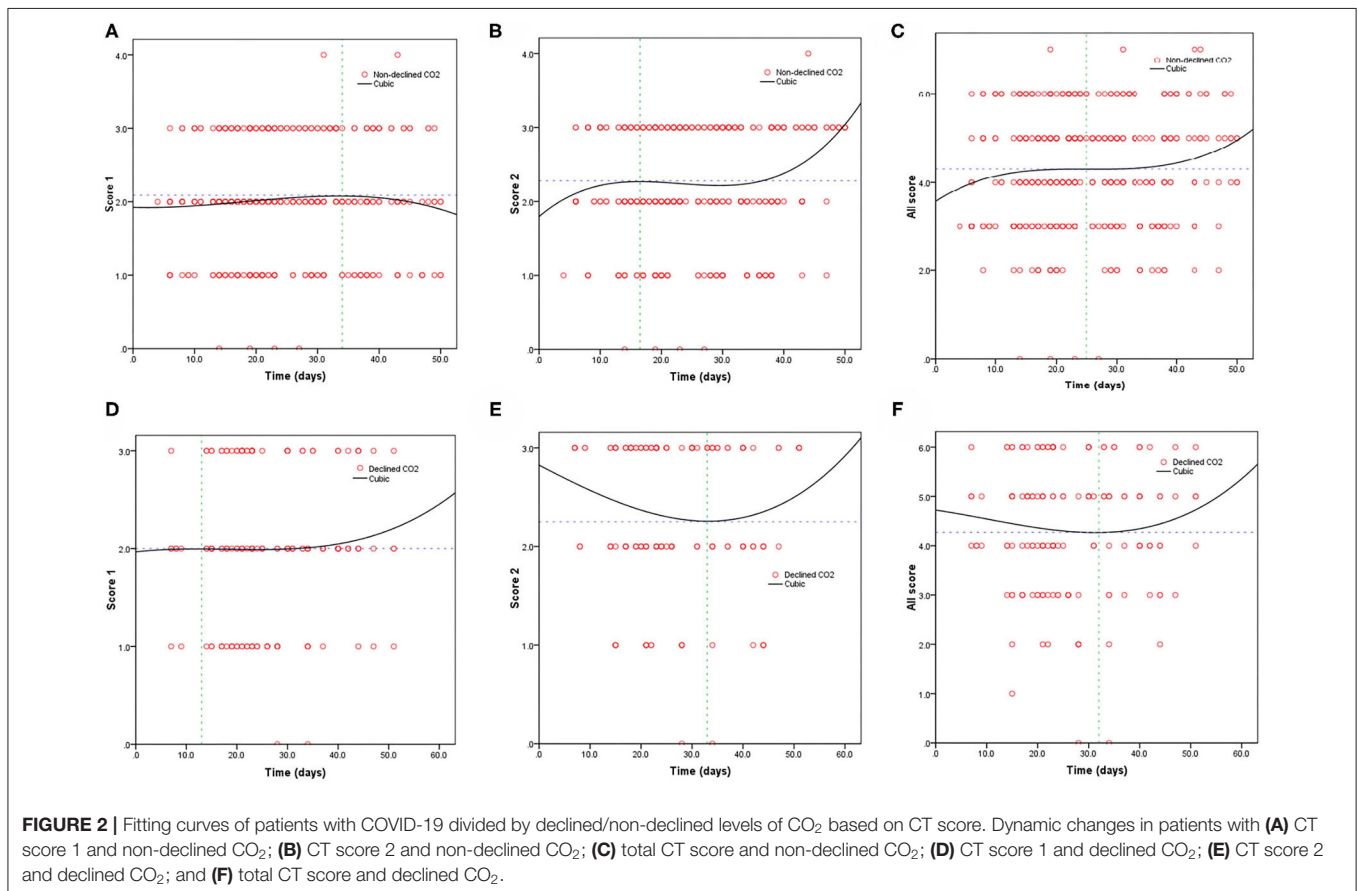 A
4.0
3.0
2.0
1.0
.0
Score 1
Non-declined CO2
Cubic
.0 10.0 20.0 30.0 40.0 50.0
Time (days)
B
4.0
3.0
2.0
1.0
.0
Score 2
Non-declined CO2
Cubic
.0 10.0 20.0 30.0 40.0 50.0
Time (days)
C
6.0
4.0
2.0
.0
All score
Non-declined CO2
Cubic
.0 10.0 20.0 30.0 40.0 50.0
Time (days)
D
3.0
2.0
1.0
.0
Score 1
Declined CO2
Cubic
.0 10.0 20.0 30.0 40.0 50.0 60.0
Time (days)
E
3.0
2.0
1.0
.0
Score 2
Declined CO2
Cubic
.0 10.0 20.0 30.0 40.0 50.0 60.0
Time (days)
F
6.0
5.0
4.0
3.0
2.0
1.0
.0
All score
Declined CO2
Cubic
.0 10.0 20.0 30.0 40.0 50.0 60.0
Time (days)
FIGURE 2 | Fitting curves of patients with COVID-19 divided by declined/non-declined levels of CO₂ based on CT score. Dynamic changes in patients with (A) CT
score 1 and non-declined CO₂; (B) CT score 2 and non-declined CO₂; (C) total CT score and non-declined CO₂; (D) CT score 1 and declined CO₂; (E) CT score 2
and declined CO₂; and (F) total CT score and declined CO₂.